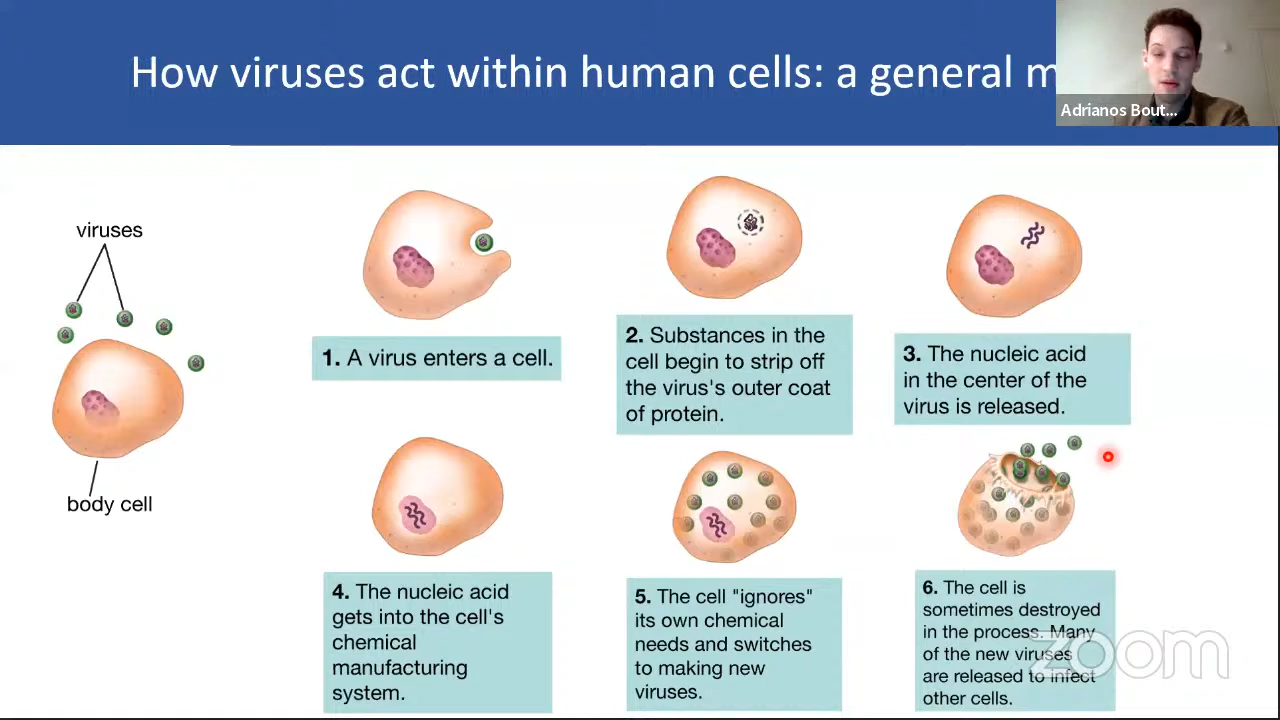 How viruses act within human cells: a general m
Adrianos Bout...
viruses
body cell
1. A virus enters a cell.
2. Substances in the
cell begin to strip off
the virus's outer coat
of protein.
3. The nucleic acid
in the center of the
virus is released.
4. The nucleic acid
gets into the cell's
chemical
manufacturing
system.
5. The cell "ignores"
its own chemical
needs and switches
to making new
viruses.
6. The cell is
sometimes destroyed
in the process. Many
of the new viruses
are released to infect
other cells.
zoom